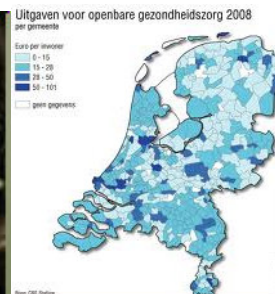 Uitgaven voor openbare gezondheidszorg 2008
per gemeente
Euro per inwoner
0 - 15
15 - 28
28 - 50
50 - 101
geen gegevens